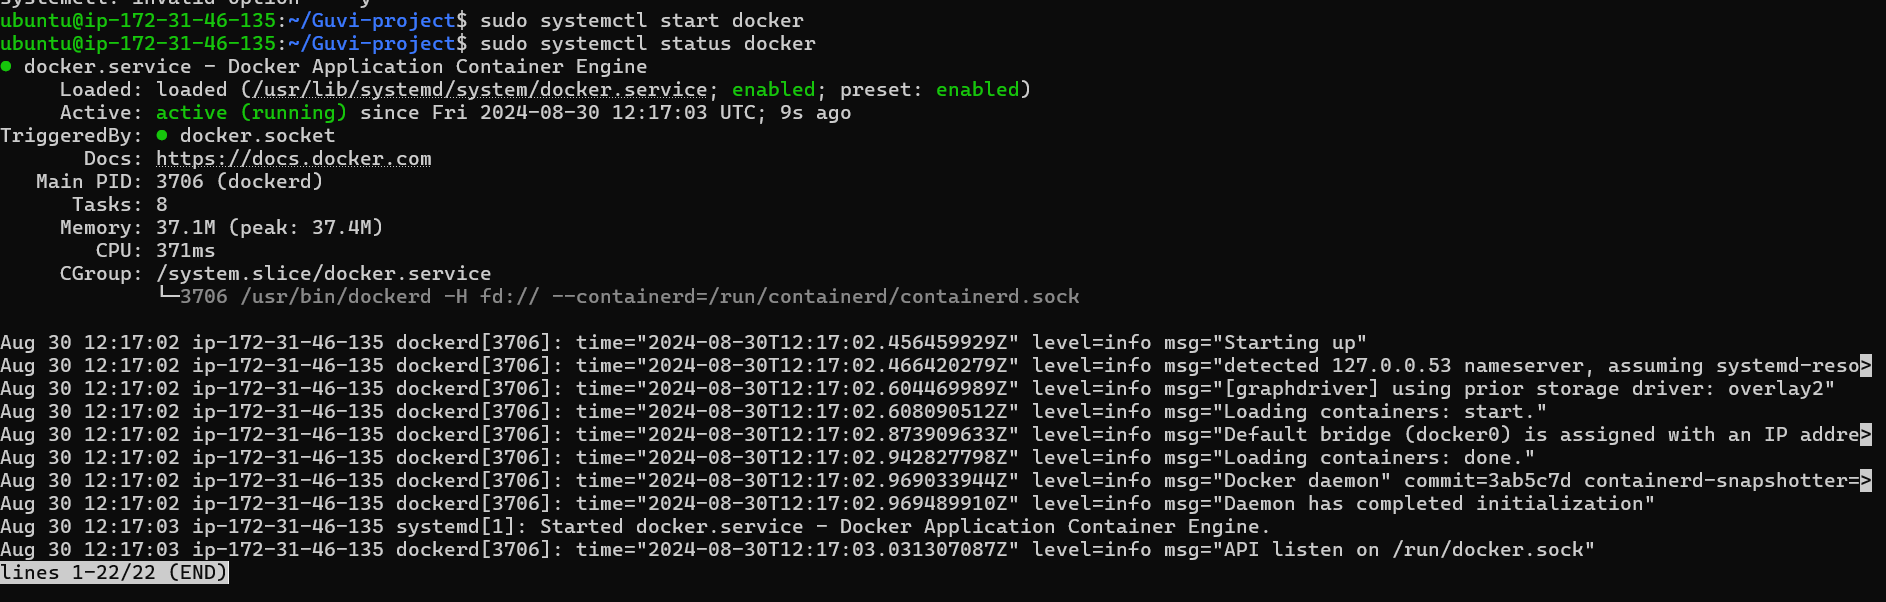 systemctl: invalid option -- 'y'
ubuntu@ip-172-31-46-135:~/Guvi-project$ sudo systemctl start docker
ubuntu@ip-172-31-46-135:~/Guvi-project$ sudo systemctl status docker
● docker.service - Docker Application Container Engine
     Loaded: loaded (/usr/lib/systemd/system/docker.service; enabled; preset: enabled)
     Active: active (running) since Fri 2024-08-30 12:17:03 UTC; 9s ago
TriggeredBy: ● docker.socket
       Docs: https://docs.docker.com
   Main PID: 3706 (dockerd)
      Tasks: 8
     Memory: 37.1M (peak: 37.4M)
        CPU: 371ms
     CGroup: /system.slice/docker.service
             └─3706 /usr/bin/dockerd -H fd:// --containerd=/run/containerd/containerd.sock
Aug 30 12:17:02 ip-172-31-46-135 dockerd[3706]: time="2024-08-30T12:17:02.456459929Z" level=info msg="Starting up"
Aug 30 12:17:02 ip-172-31-46-135 dockerd[3706]: time="2024-08-30T12:17:02.466420279Z" level=info msg="detected 127.0.0.53 nameserver, assuming systemd-reso>
Aug 30 12:17:02 ip-172-31-46-135 dockerd[3706]: time="2024-08-30T12:17:02.604469989Z" level=info msg="[graphdriver] using prior storage driver: overlay2"
Aug 30 12:17:02 ip-172-31-46-135 dockerd[3706]: time="2024-08-30T12:17:02.608090512Z" level=info msg="Loading containers: start."
Aug 30 12:17:02 ip-172-31-46-135 dockerd[3706]: time="2024-08-30T12:17:02.873909633Z" level=info msg="Default bridge (docker0) is assigned with an IP addre>
Aug 30 12:17:02 ip-172-31-46-135 dockerd[3706]: time="2024-08-30T12:17:02.942827798Z" level=info msg="Loading containers: done."
Aug 30 12:17:02 ip-172-31-46-135 dockerd[3706]: time="2024-08-30T12:17:02.969033944Z" level=info msg="Docker daemon" commit=3ab5c7d containerd-snapshotter=>
Aug 30 12:17:02 ip-172-31-46-135 dockerd[3706]: time="2024-08-30T12:17:02.969489910Z" level=info msg="Daemon has completed initialization"
Aug 30 12:17:03 ip-172-31-46-135 systemd[1]: Started docker.service - Docker Application Container Engine.
Aug 30 12:17:03 ip-172-31-46-135 dockerd[3706]: time="2024-08-30T12:17:03.031307087Z" level=info msg="API listen on /run/docker.sock"
lines 1-22/22 (END)